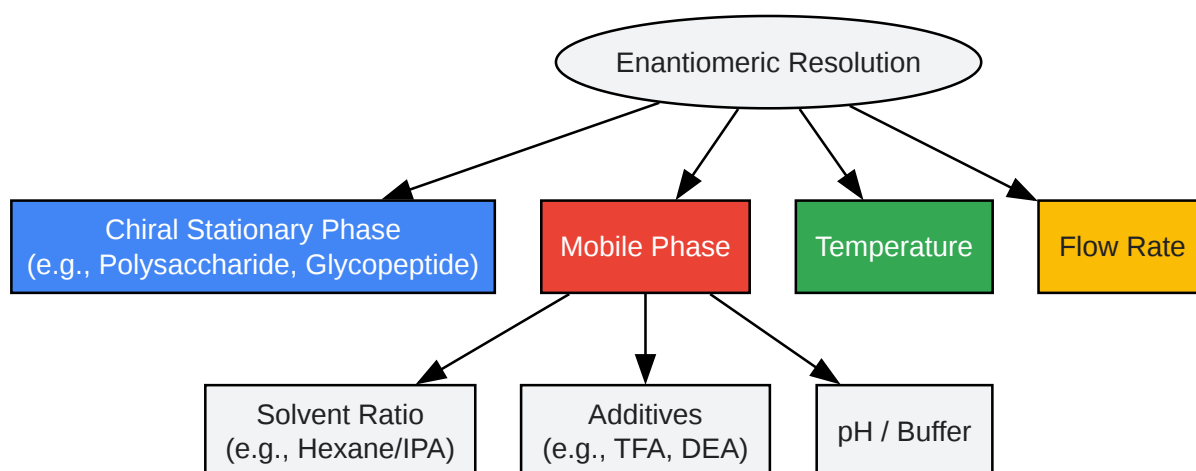 Enantiomeric Resolution
Chiral Stationary Phase
(e.g., Polysaccharide, Glycopeptide)
Mobile Phase
Temperature
Flow Rate
Solvent Ratio
(e.g., Hexane/IPA)
Additives
(e.g., TFA, DEA)
pH / Buffer